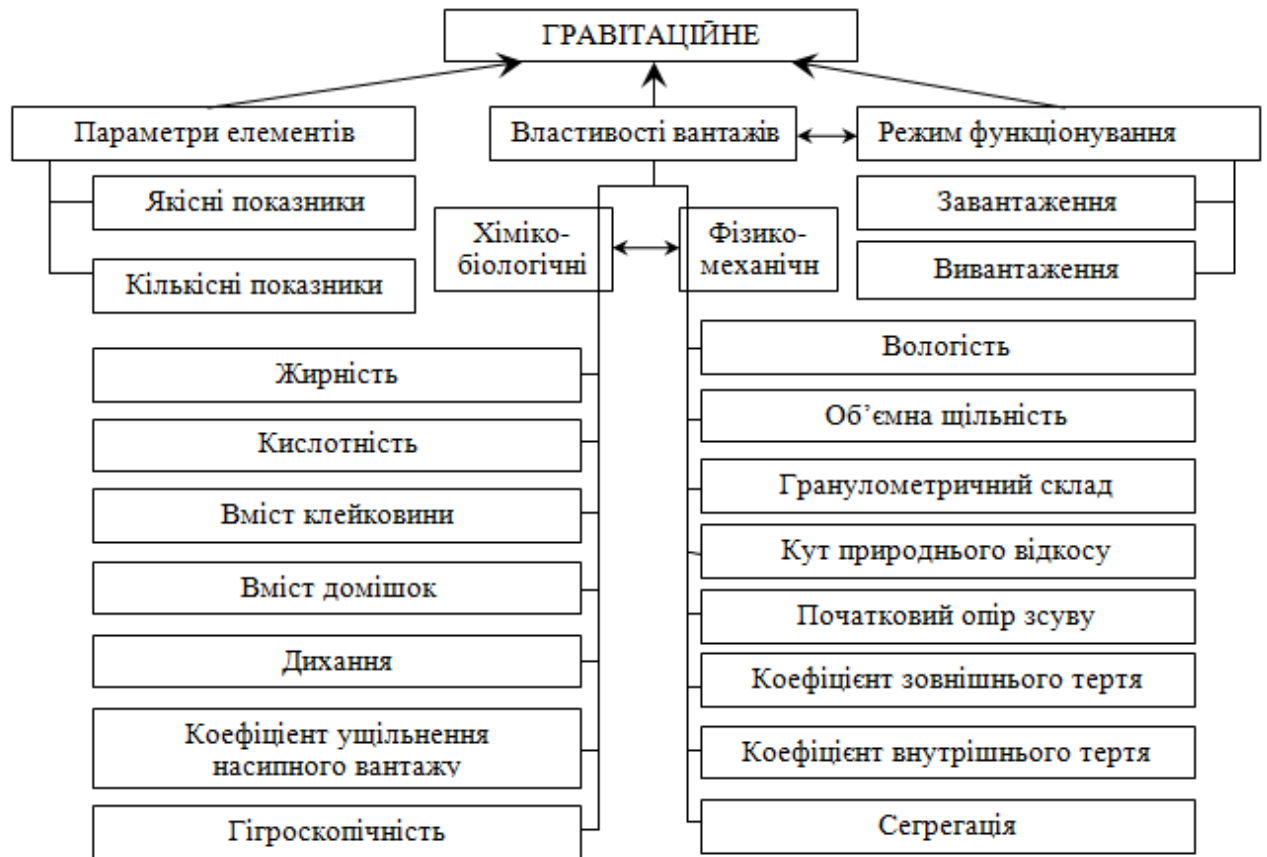 ГРАВІТАЦІЙНЕ
Параметри елементів
Властивості вантажів
Режим функціонування
Якісні показники
Кількісні показники
Хіміко-
біологічні
Фізико-
механічн
Завантаження
Вивантаження
Жирність
Кислотність
Вміст клейковини
Вміст домішок
Дихання
Коефіціент ущільнення
насипного вантажу
Гігроскопічність
Вологість
Об’ємна щільність
Гранулометричний склад
Кут природнього відкосу
Початковий опір зсуву
Коефіцієнт зовнішнього тертя
Коефіцієнт внутрішнього тертя
Сегрегація